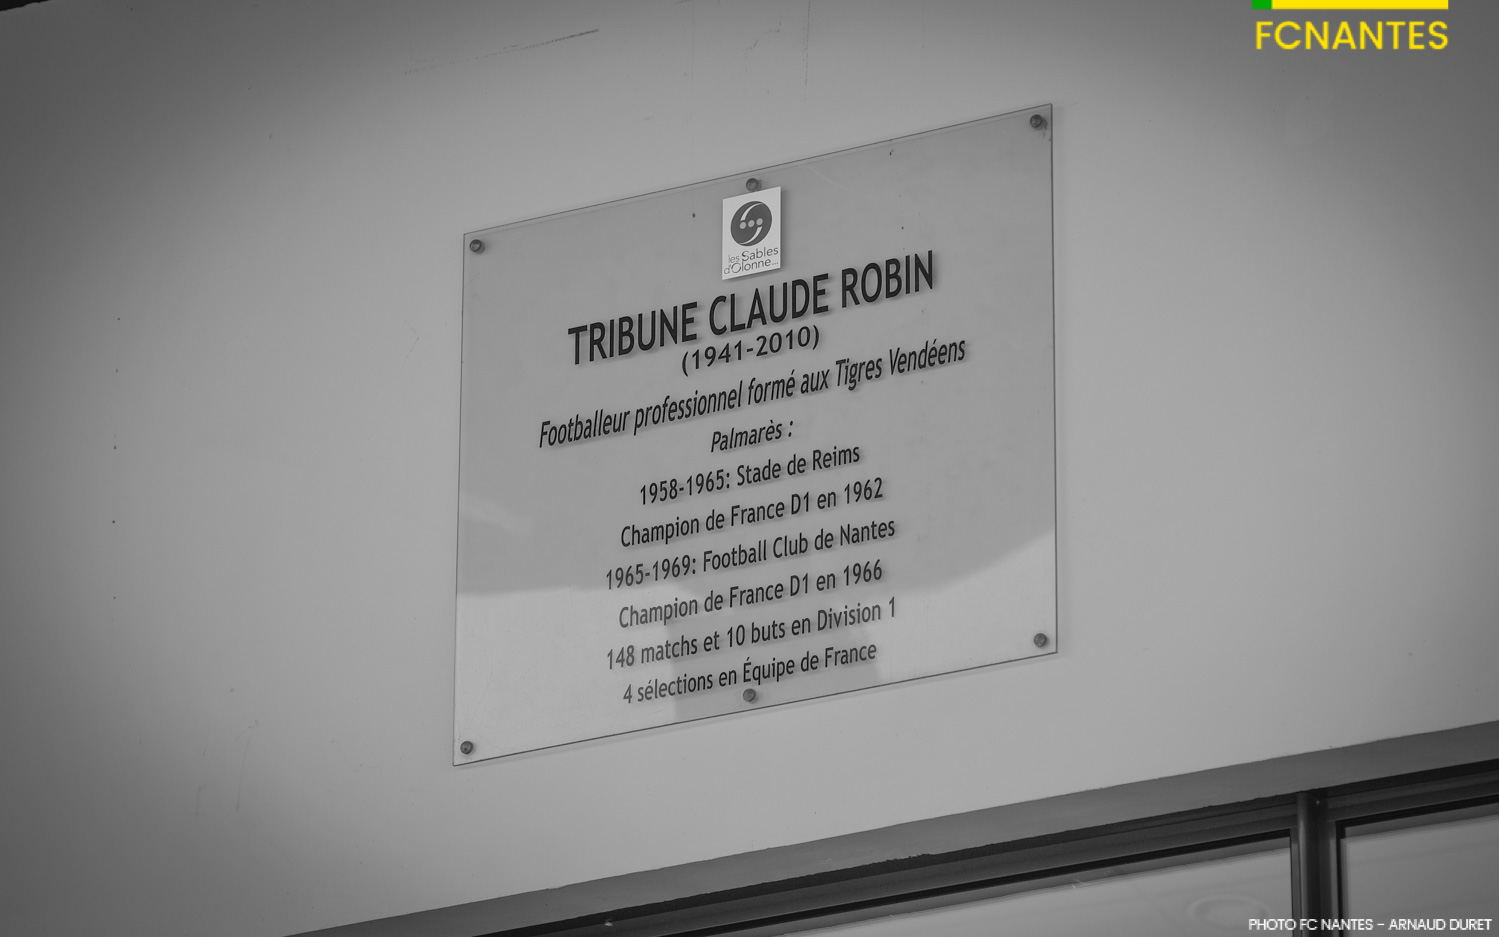 FCNANTES
les Sables
d'Olonne...
TRIBUNE CLAUDE ROBIN
(1941-2010)
Footballeur professionnel formé aux Tigres Vendéens
Palmarès :
1958-1965: Stade de Reims
Champion de France D1 en 1962
1965-1969: Football Club de Nantes
Champion de France D1 en 1966
148 matchs et 10 buts en Division 1
4 sélections en Équipe de France
PHOTO FC NANTES - ARNAUD DURET